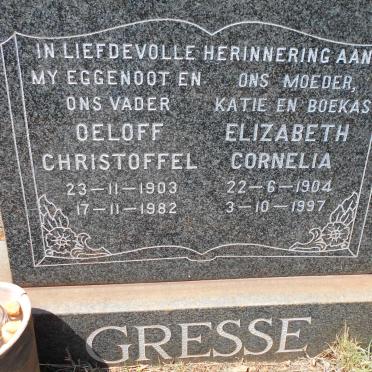 IN LIEFDEVOLLE HERINNERING AAN
MY EGGENOOT EN
ONS VADER
OELOFF
CHRISTOFFEL
23-11-1903
17-11-1982
ONS MOEDER,
KATIE EN BOEKAS
ELIZABETH
CORNELIA
22-6-1904
3-10-1997
GRESSE